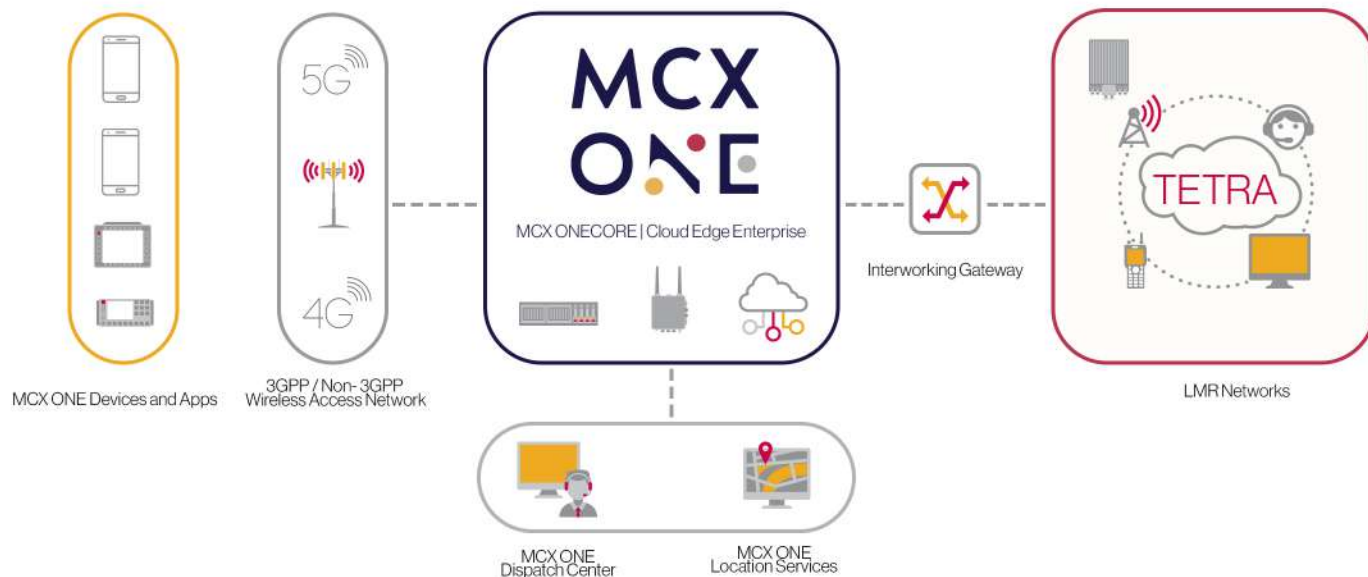 5G
4G
MCX ONE Devices and Apps
3GPP / Non- 3GPP
Wireless Access Network
MCX
ONE
MCX ONECORE | Cloud Edge Enterprise
Interworking Gateway
TETRA
LMR Networks
MCX ONE
Dispatch Center
MCX ONE
Location Services